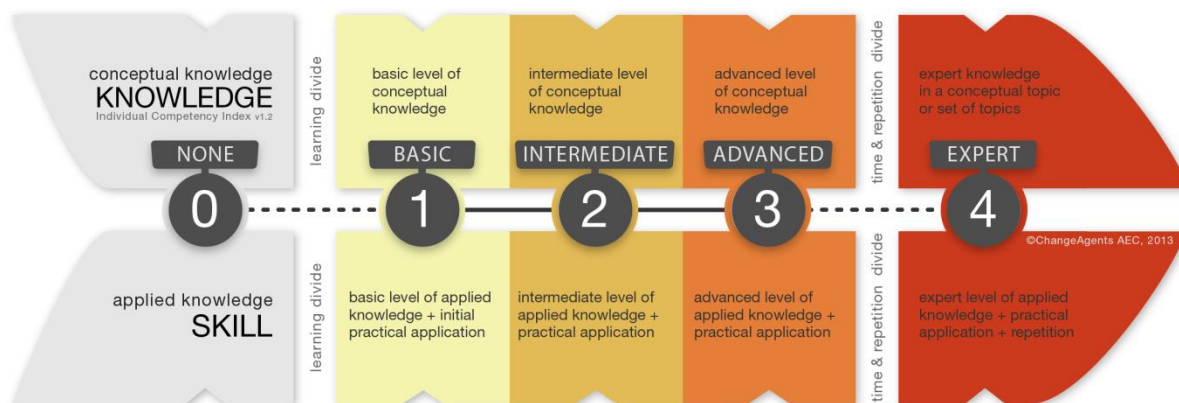 conceptual knowledge
KNOWLEDGE
Individual Competency Index v1.2
learning divide
basic level of
conceptual
knowledge
intermediate level
of conceptual
knowledge
advanced level
of conceptual
knowledge
time & repetition divide
expert knowledge
in a conceptual topic
or set of topics
NONE
BASIC
INTERMEDIATE
ADVANCED
EXPERT
0
1
2
3
4
©ChangeAgents AEC, 2013
applied knowledge
SKILL
learning divide
basic level of applied
knowledge + initial
practical application
intermediate level of
applied knowledge +
practical application
advanced level of
applied knowledge +
practical application
time & repetition divide
expert level of applied
knowledge + practical
application + repetition